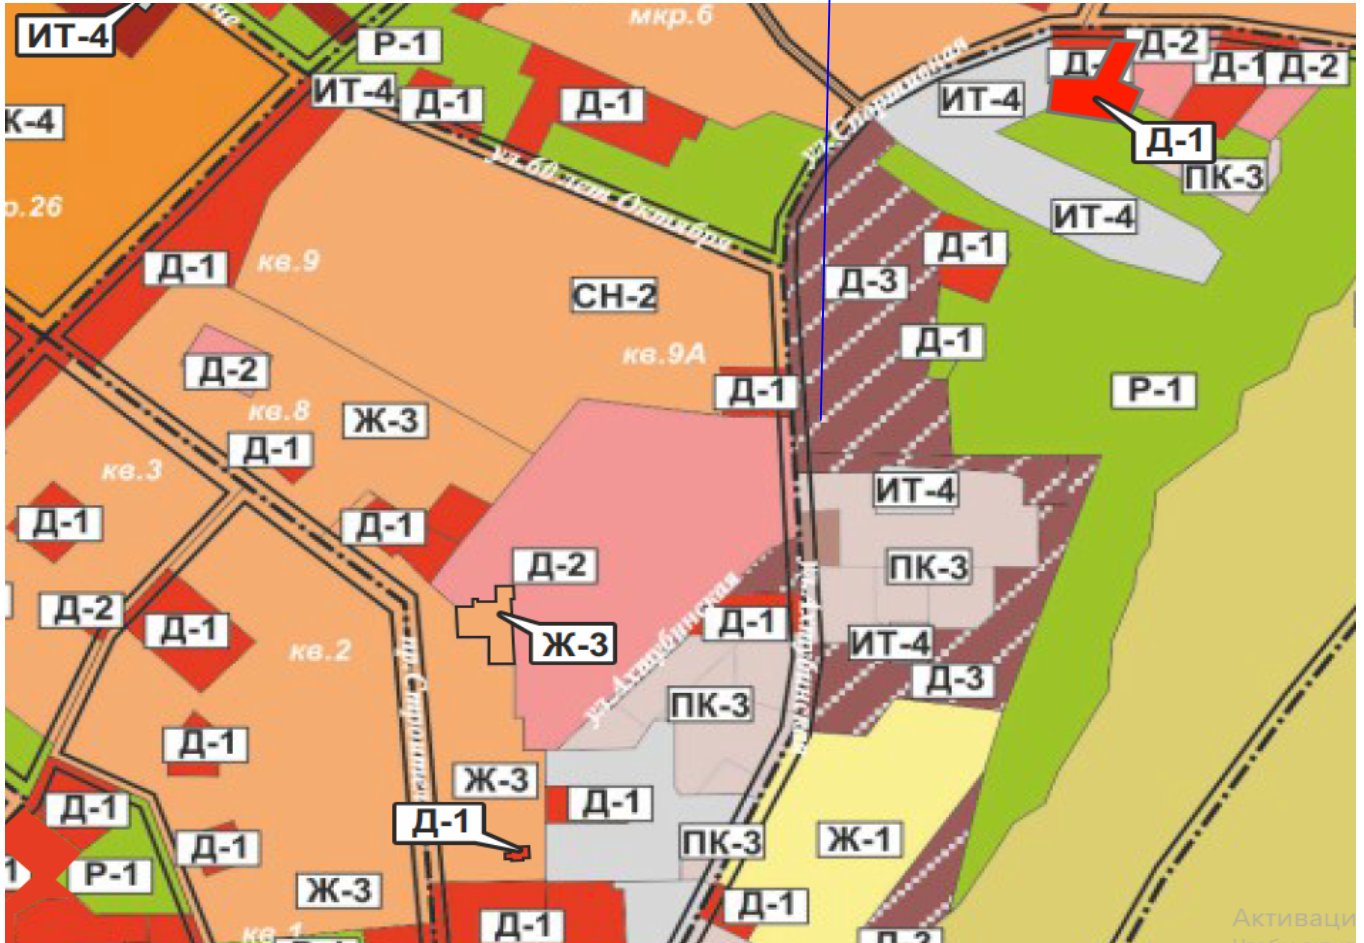 мкр.6
ИТ-4
Р-1
Д-2
Д-1
Д-2
ИТ-4
Д-1
Д-1
ИТ-4
К-4
ул.Спортивная
Д-1
ПК-3
ул.60 лет Октября
р.26
ИТ-4
Д-1
Д-1
кв.9
СН-2
Д-3
Д-1
кв.9А
Д-2
Д-1
Р-1
кв.8
Ж-3
Д-1
кв.3
ИТ-4
Д-1
Д-1
Д-2
ПК-3
Д-2
Д-1
Д-1
ул.Ахтубинская
кв.2
Ж-3
ИТ-4
Д-3
ПК-3
Д-1
Ж-3
Д-1
Д-1
Д-1
ПК-3
Ж-1
Д-1
Р-1
Ж-3
Д-1
Д-1
кв.1
Активаци